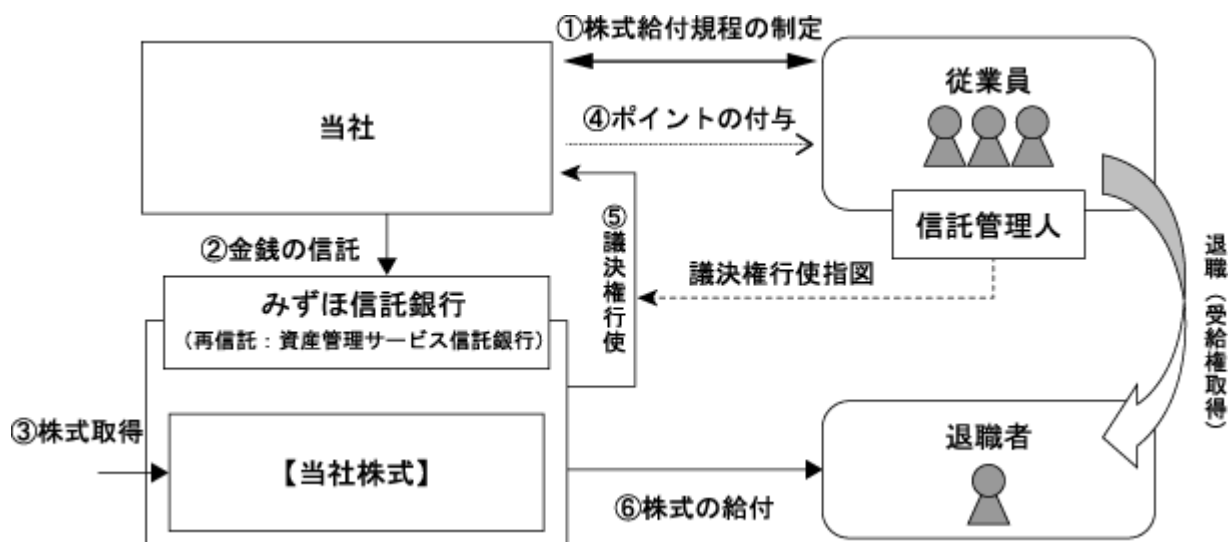 ①株式給付規程の制定
従業員
当社
④ポイントの付与
信託管理人
②金銭の信託
⑤議決権行使
議決権行使指図
退職（受給権取得）
みずほ信託銀行
（再信託：資産管理サービス信託銀行）
③株式取得
【当社株式】
退職者
⑥株式の給付